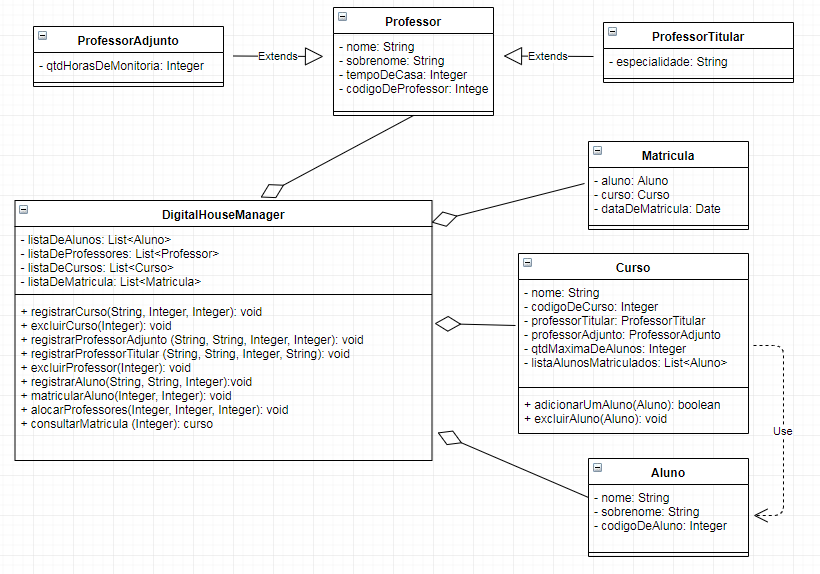 ProfessorAdjunto
- qtdHorasDeMonitoria: Integer
Extends
Professor
- nome: String
- sobrenome: String
- tempoDeCasa: Integer
- codigoDeProfessor: Intege
Extends
ProfessorTitular
- especialidade: String
Matricula
- aluno: Aluno
- curso: Curso
- dataDeMatricula: Date
DigitalHouseManager
- listaDeAlunos: List<Aluno>
- listaDeProfessores: List<Professor>
- listaDeCursos: List<Curso>
- listaDeMatricula: List<Matricula>
+ registrarCurso(String, Integer, Integer): void
+ excluirCurso(Integer): void
+ registrarProfessorAdjunto (String, String, Integer, Integer): void
+ registrarProfessorTitular (String, String, Integer, String): void
+ excluirProfessor(Integer): void
+ registrarAluno(String, String, Integer):void
+ matricularAluno(Integer, Integer): void
+ alocarProfessores(Integer, Integer, Integer): void
+ consultarMatricula (Integer): curso
Curso
- nome: String
- codigoDeCurso: Integer
- professorTitular: ProfessorTitular
- professorAdjunto: ProfessorAdjunto
- qtdMaximaDeAlunos: Integer
- listaAlunosMatriculados: List<Aluno>
+ adicionarUmAluno(Aluno): boolean
+ excluirAluno(Aluno): void
Use
Aluno
- nome: String
- sobrenome: String
- codigoDeAluno: Integer